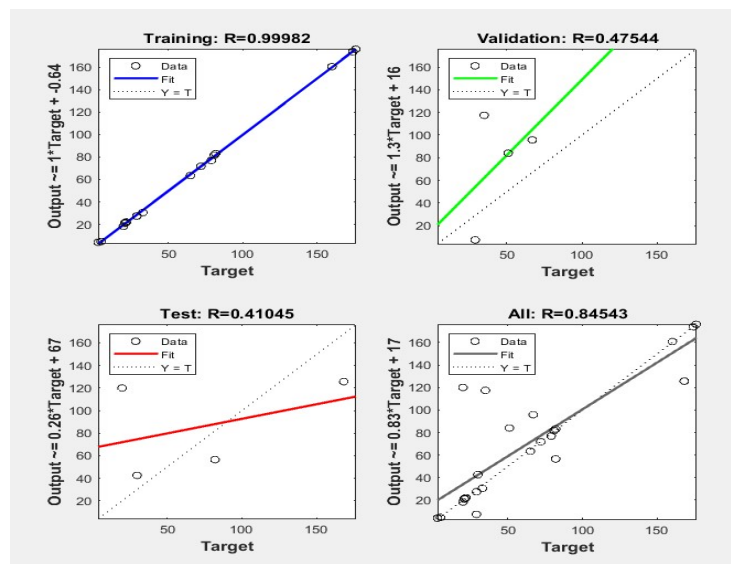 Training: R=0.99982
Data
Fit
Y = T
Output ~= 1*Target + -0.64
160
140
120
100
80
60
40
20
50
100
150
Target
Validation: R=0.47544
Data
Fit
Y = T
Output ~= 1.3*Target + 16
160
140
120
100
80
60
40
20
50
100
150
Target
Test: R=0.41045
Data
Fit
Y = T
Output ~= 0.26*Target + 67
160
140
120
100
80
60
40
20
50
100
150
Target
All: R=0.84543
Data
Fit
Y = T
Output ~= 0.83*Target + 17
160
140
120
100
80
60
40
20
50
100
150
Target